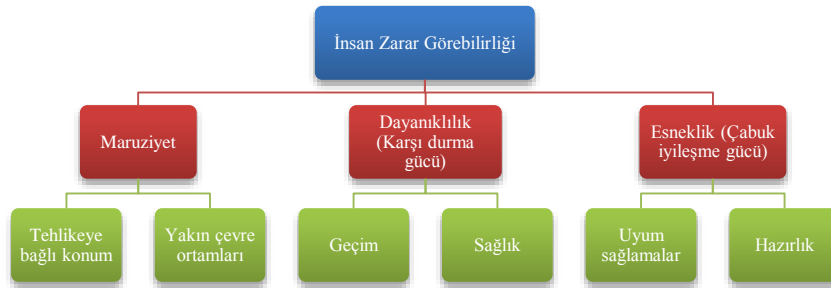 İnsan Zarar Görebilirliği
Maruziyet
Dayanıklılık
(Karşı durma
gücü)
Esneklik (Çabuk
iyileşme gücü)
Tehlikeye
bağlı konum
Yakın çevre
ortamları
Geçim
Sağlık
Uyum
sağlamalar
Hazırlık